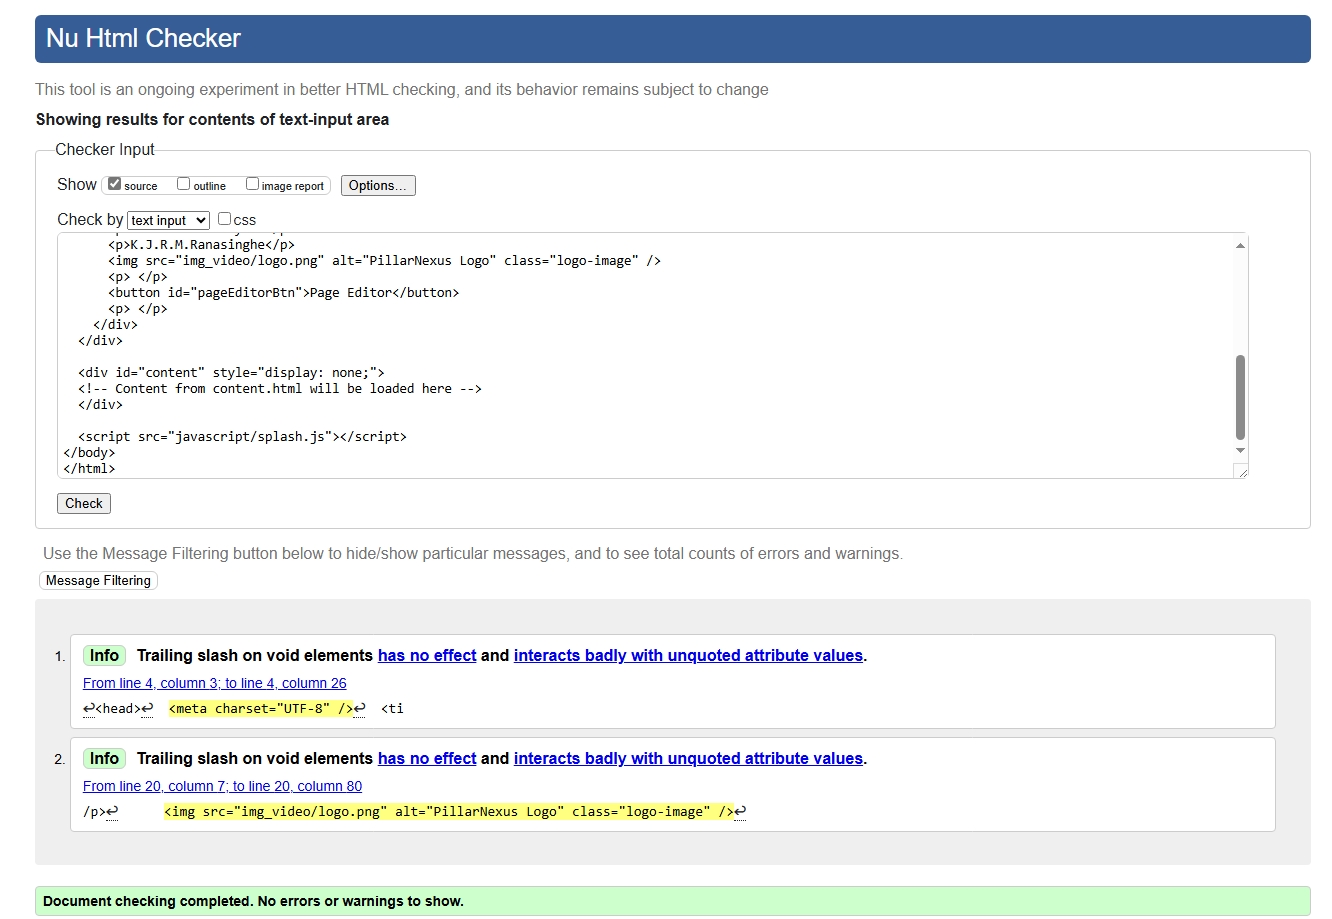 Nu Html Checker
This tool is an ongoing experiment in better HTML checking, and its behavior remains subject to change
Showing results for contents of text-input area
Checker Input
Show source outline image report Options...
Check by text input css
<p>K.J.R.M.Ranasinghe</p>
<img src="img_video/logo.png" alt="PillarNexus Logo" class="logo-image" />
<p> </p>
<button id="pageEditorBtn">Page Editor</button>
<p> </p>
</div>
</div>
<div id="content" style="display: none;">
<!-- Content from content.html will be loaded here -->
</div>
<script src="javascript/splash.js"></script>
</body>
</html>
Check
Use the Message Filtering button below to hide/show particular messages, and to see total counts of errors and warnings.
Message Filtering
1. Info Trailing slash on void elements has no effect and interacts badly with unquoted attribute values.
From line 4, column 3; to line 4, column 26
↩<head>↩ <meta charset="UTF-8" />↩ <ti
2. Info Trailing slash on void elements has no effect and interacts badly with unquoted attribute values.
From line 20, column 7; to line 20, column 80
/p>↩ <img src="img_video/logo.png" alt="PillarNexus Logo" class="logo-image" />↩
Document checking completed. No errors or warnings to show.